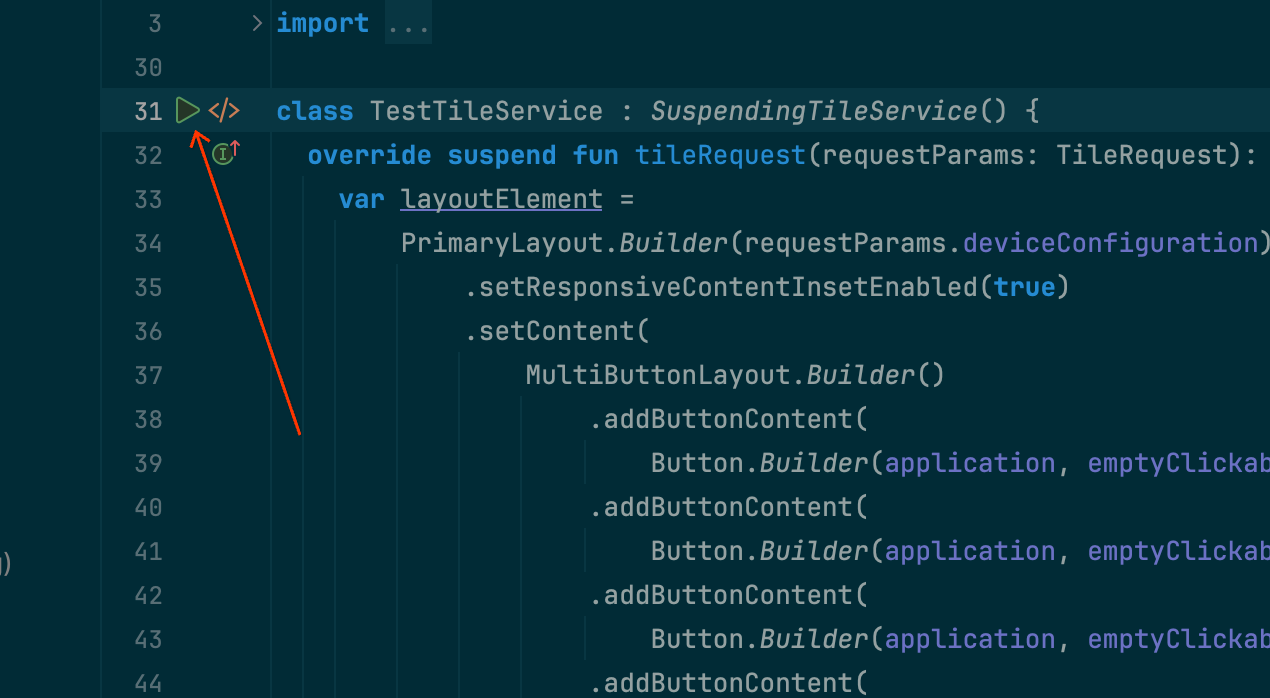 3 import ...
30
31 </> class TestTileService : SuspendingTileService() {
32 override suspend fun tileRequest(requestParams: TileRequest):
33 var layoutElement =
34 PrimaryLayout.Builder(requestParams.deviceConfiguration)
35 .setResponsiveContentInsetEnabled(true)
36 .setContent(
37 MultiButtonLayout.Builder()
38 .addButtonContent(
39 Button.Builder(application, emptyClickab
40 .addButtonContent(
41 Button.Builder(application, emptyClickab
42 .addButtonContent(
43 Button.Builder(application, emptyClickab
44 .addButtonContent(